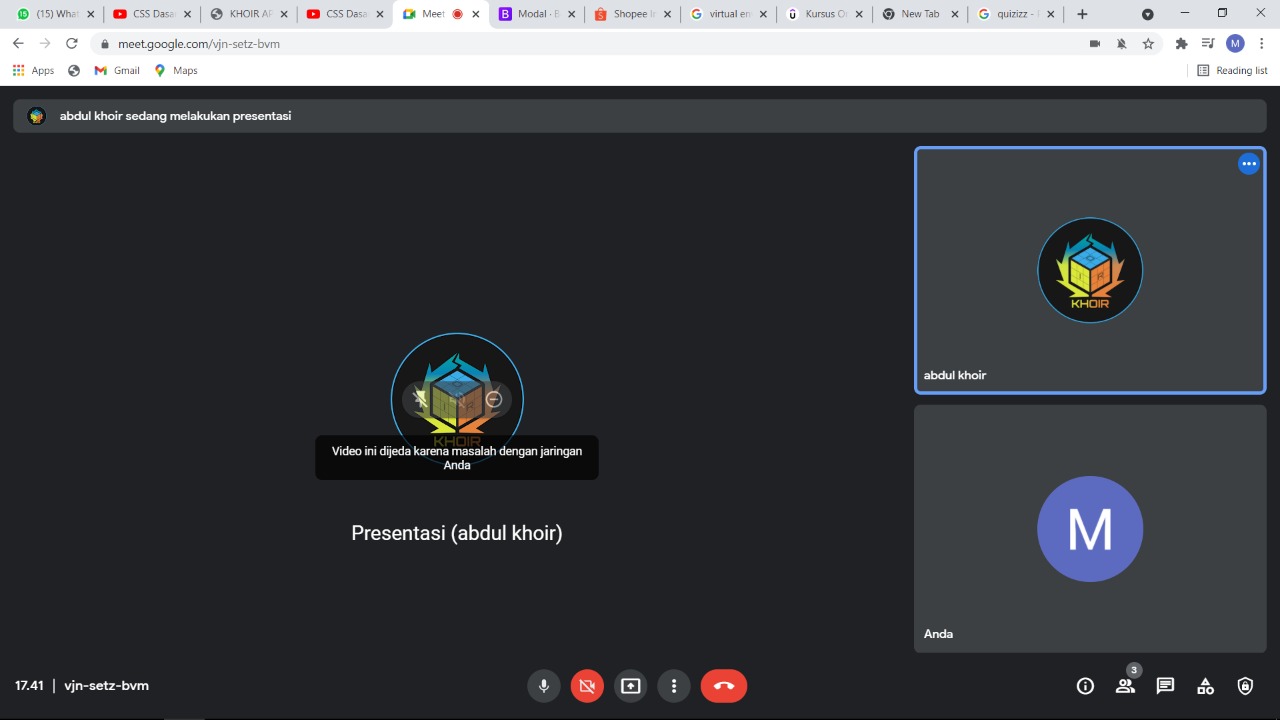 (15) What
CSS Dasa
KHOIR AP
CSS Dasa
Meet
B Modal
Shopee I
virtual em
Kursus O
New Tab
quizizz -
meet.google.com/vjn-setz-bvm
M
Apps
Gmail
Maps
Reading list
abdul khoir sedang melakukan presentasi
KHOIR
abdul khoir
KHOIR
Video ini dijeda karena masalah dengan jaringan
Anda
Presentasi (abdul khoir)
M
Anda
17.41 | vjn-setz-bvm
3